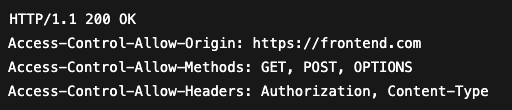 HTTP/1.1 200 OK
Access-Control-Allow-Origin: https://frontend.com
Access-Control-Allow-Methods: GET, POST, OPTIONS
Access-Control-Allow-Headers: Authorization, Content-Type